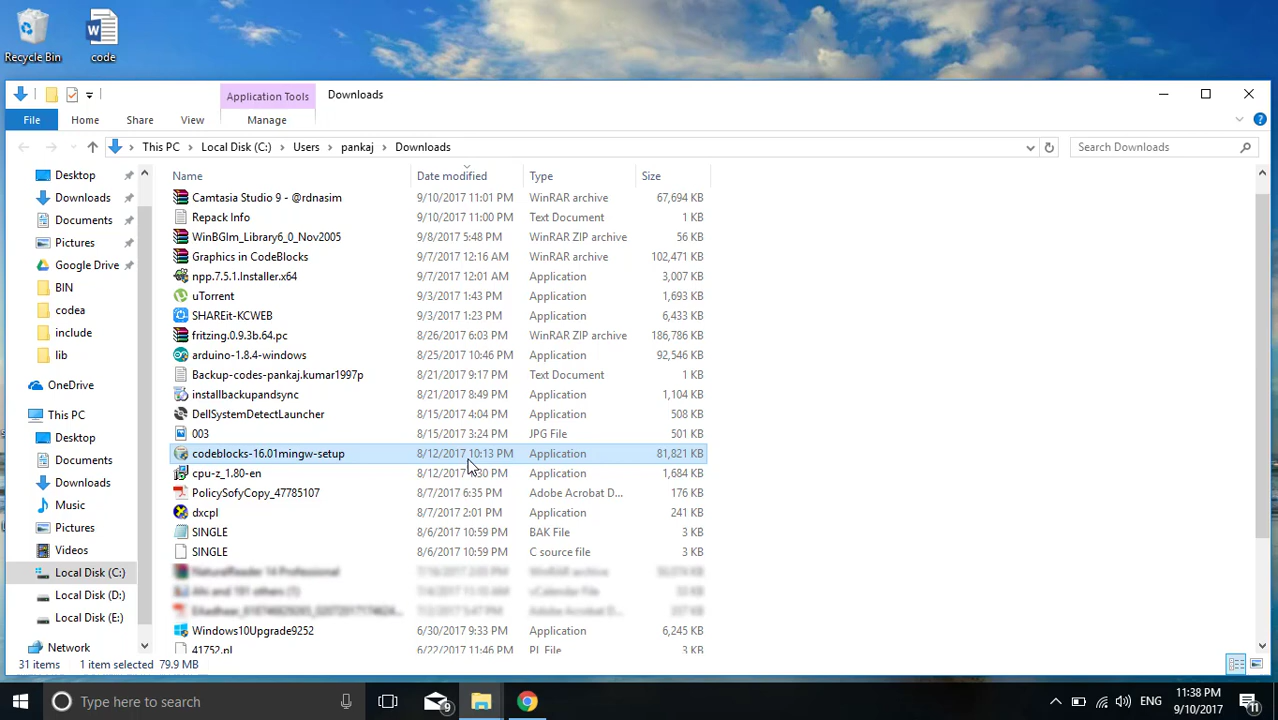 Recycle Bin
code
Application Tools
Downloads
File
Home
Share
View
Manage
This PC
Local Disk (C:)
Users
pankaj
Downloads
Search Downloads
Desktop
Downloads
Documents
Pictures
Google Drive
BIN
codea
include
lib
OneDrive
This PC
Desktop
Documents
Downloads
Music
Pictures
Videos
Local Disk (C:)
Local Disk (D:)
Local Disk (E:)
Network
Name Date modified Type Size
Camtasia Studio 9 - @rdnasim 9/10/2017 11:01 PM WinRAR archive 67,694 KB
Repack Info 9/10/2017 11:00 PM Text Document 1 KB
WinBGIm_Library6_0_Nov2005 9/8/2017 5:48 PM WinRAR ZIP archive 56 KB
Graphics in CodeBlocks 9/7/2017 12:16 AM WinRAR archive 102,471 KB
npp.7.5.1.Installer.x64 9/7/2017 12:01 AM Application 3,007 KB
uTorrent 9/3/2017 1:43 PM Application 1,693 KB
SHAREit-KCWEB 9/3/2017 1:23 PM Application 6,433 KB
fritzing.0.9.3b.64.pc 8/26/2017 6:03 PM WinRAR ZIP archive 186,786 KB
arduino-1.8.4-windows 8/25/2017 10:46 PM Application 92,546 KB
Backup-codes-pankaj.kumar1997p 8/21/2017 9:17 PM Text Document 1 KB
installbackupandsync 8/21/2017 8:49 PM Application 1,104 KB
DellSystemDetectLauncher 8/15/2017 4:04 PM Application 508 KB
003 8/15/2017 3:24 PM JPG File 501 KB
codeblocks-16.01mingw-setup 8/12/2017 10:13 PM Application 81,821 KB
cpu-z_1.80-en 8/12/2017 :30 PM Application 1,684 KB
PolicySofyCopy_47785107 8/7/2017 6:35 PM Adobe Acrobat D... 176 KB
dxcpl 8/7/2017 2:01 PM Application 241 KB
SINGLE 8/6/2017 10:59 PM BAK File 3 KB
SINGLE 8/6/2017 10:59 PM C source file 3 KB
Windows10Upgrade9252 6/30/2017 9:33 PM Application 6,245 KB
41752.pl 6/22/2017 11:46 PM PL File 4 KB
31 items 1 item selected 79.9 MB
Type here to search
9
ENG
11:38 PM
9/10/2017
11